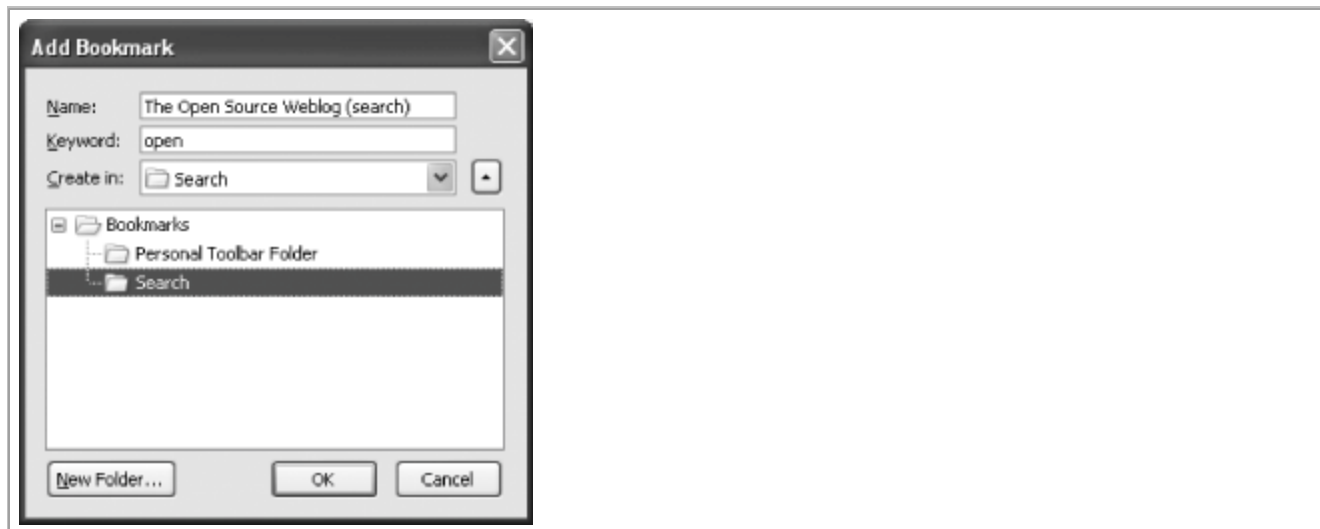 Add Bookmark
Name: The Open Source Weblog (search)
Keyword: open
Create in: Search
Bookmarks
Personal Toolbar Folder
Search
New Folder... OK Cancel